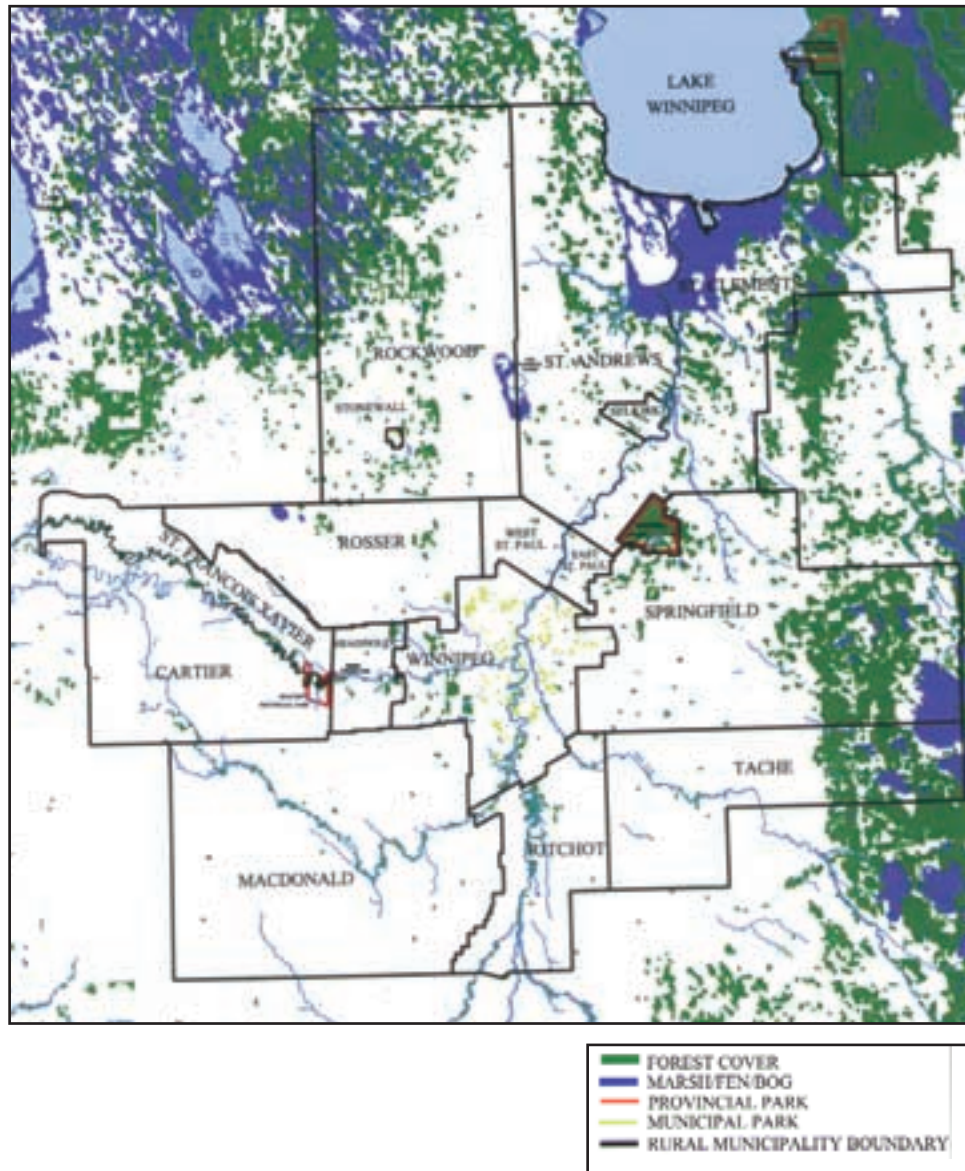 LAKE
WINNIPEG
ST. CLEMENTS
ROCKWOOD
ST. ANDREWS
STONEWALL
SELKIRK
ROSSER
WEST
ST. PAUL
EAST
ST. PAUL
ST. FRANCOIS XAVIER
SPRINGFIELD
HEADINGLEY
WINNIPEG
CARTIER
TACHE
RITCHOT
MACDONALD
FOREST COVER
MARSH/FEN/BOG
PROVINCIAL PARK
MUNICIPAL PARK
RURAL MUNICIPALITY BOUNDARY